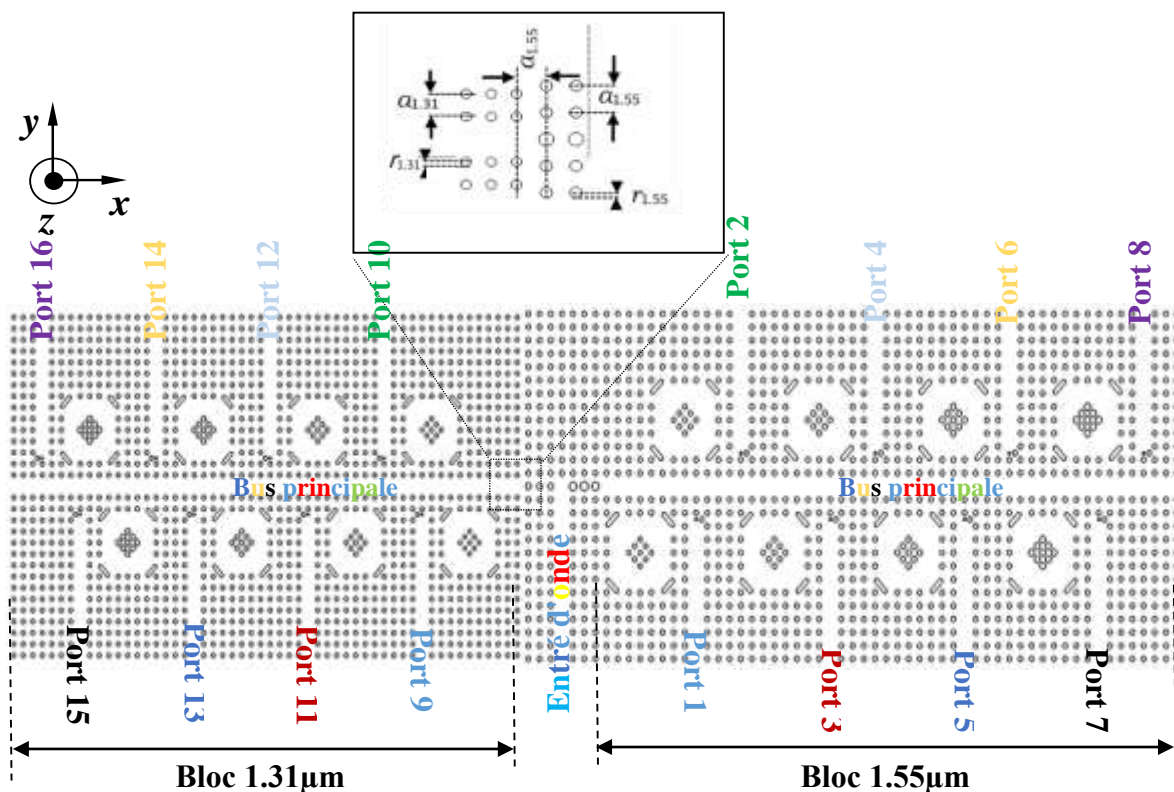 a1.55
a1.31
a1.55
r1.31
r1.55
y
x
z
Port 16
Port 14
Port 12
Port 10
Port 2
Port 4
Port 6
Port 8
Bus principale
Bus principale
Entré d'onde
Port 15
Port 13
Port 11
Port 9
Port 1
Port 3
Port 5
Port 7
Bloc 1.31µm
Bloc 1.55µm